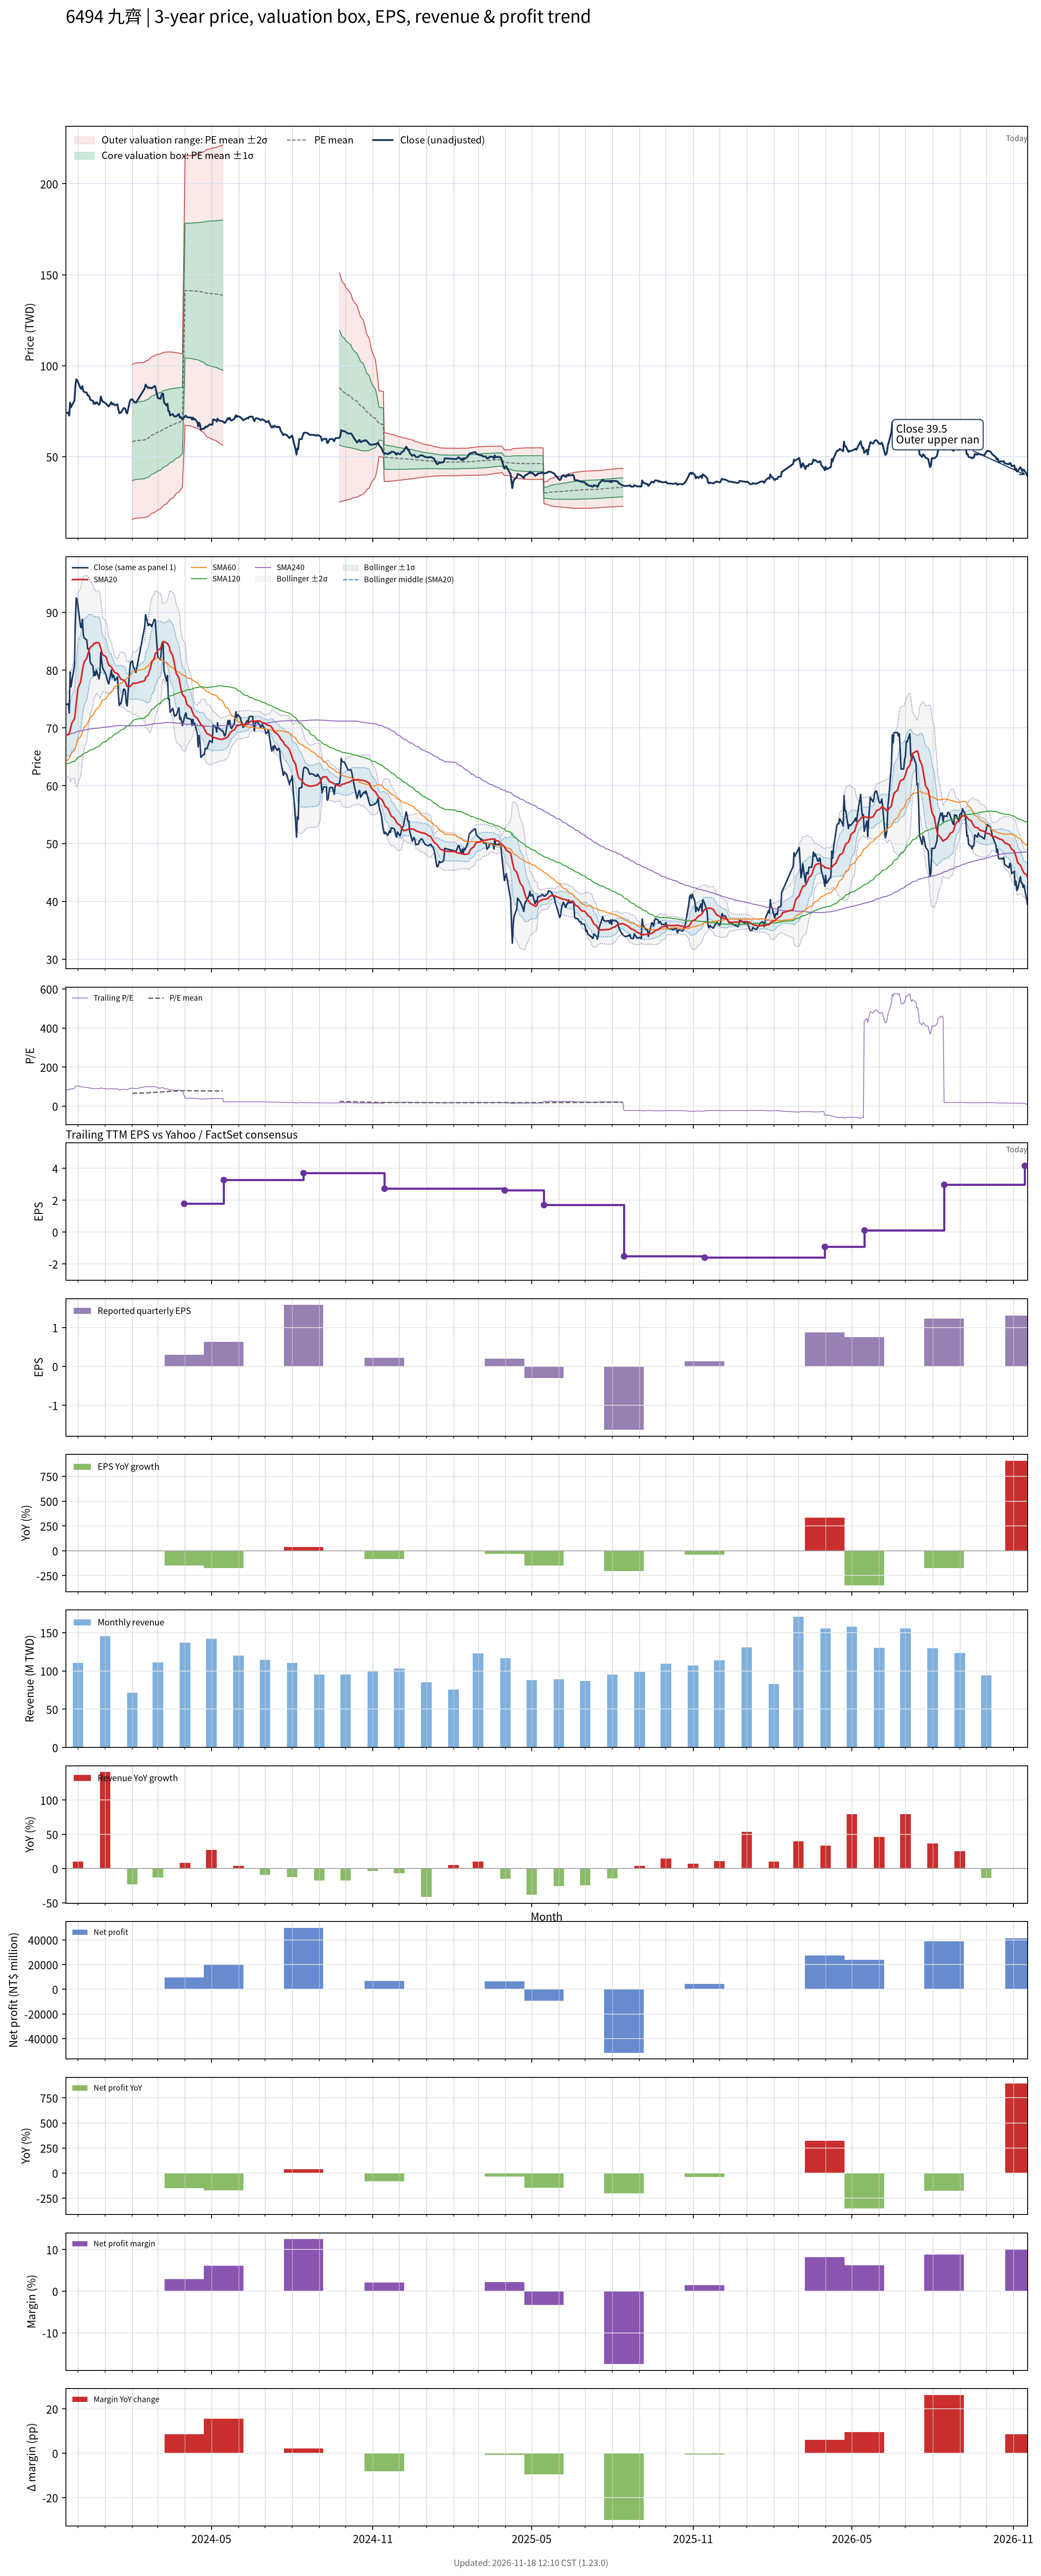 6494 九齊 | 3-year price, valuation box, EPS, revenue & profit trend
Outer valuation range: PE mean ±2σ
PE mean
Close (unadjusted)
Core valuation box: PE mean ±1σ
Today
200
150
100
50
Price (TWD)
Close 39.5
Outer upper nan
Close (same as panel 1)
SMA20
SMA60
SMA120
SMA240
Bollinger ±2σ
Bollinger ±1σ
Bollinger middle (SMA20)
90
80
70
60
50
40
30
Price
Trailing P/E
P/E mean
600
400
200
0
P/E
Trailing TTM EPS vs Yahoo / FactSet consensus
Today
4
2
0
-2
EPS
Reported quarterly EPS
1
0
-1
EPS
EPS YoY growth
750
500
250
0
-250
YoY (%)
Monthly revenue
150
100
50
0
Revenue (M TWD)
Revenue YoY growth
100
50
0
-50
YoY (%)
Month
Net profit
40000
20000
0
-20000
-40000
Net profit (NT$ million)
Net profit YoY
750
500
250
0
-250
YoY (%)
Net profit margin
10
0
-10
Margin (%)
Margin YoY change
20
0
-20
Δ margin (pp)
2024-05
2024-11
2025-05
2025-11
2026-05
2026-11
Updated: 2026-11-18 12:10 CST (1.23.0)